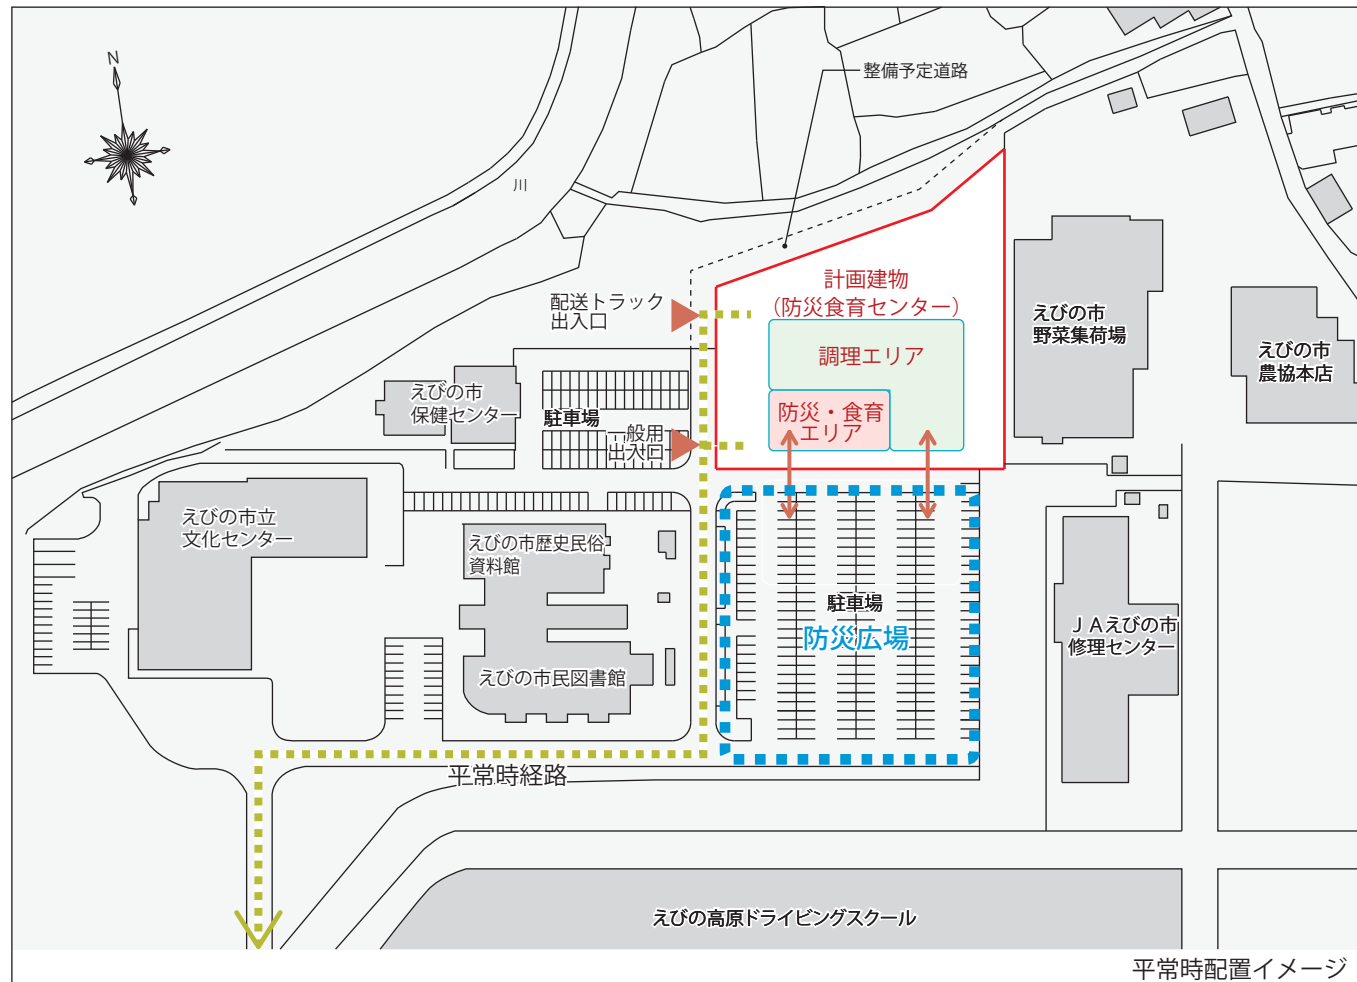 N
整備予定道路
川
計画建物
（防災食育センター）
配送トラック
出入口
えびの市
野菜集荷場
えびの市
農協本店
調理エリア
えびの市
保健センター
駐車場
防災・食育
エリア
一般用
出入口
えびの市立
文化センター
えびの市歴史民俗
資料館
駐車場
防災広場
ＪＡえびの市
修理センター
えびの市民図書館
平常時経路
えびの高原ドライビングスクール
平常時配置イメージ